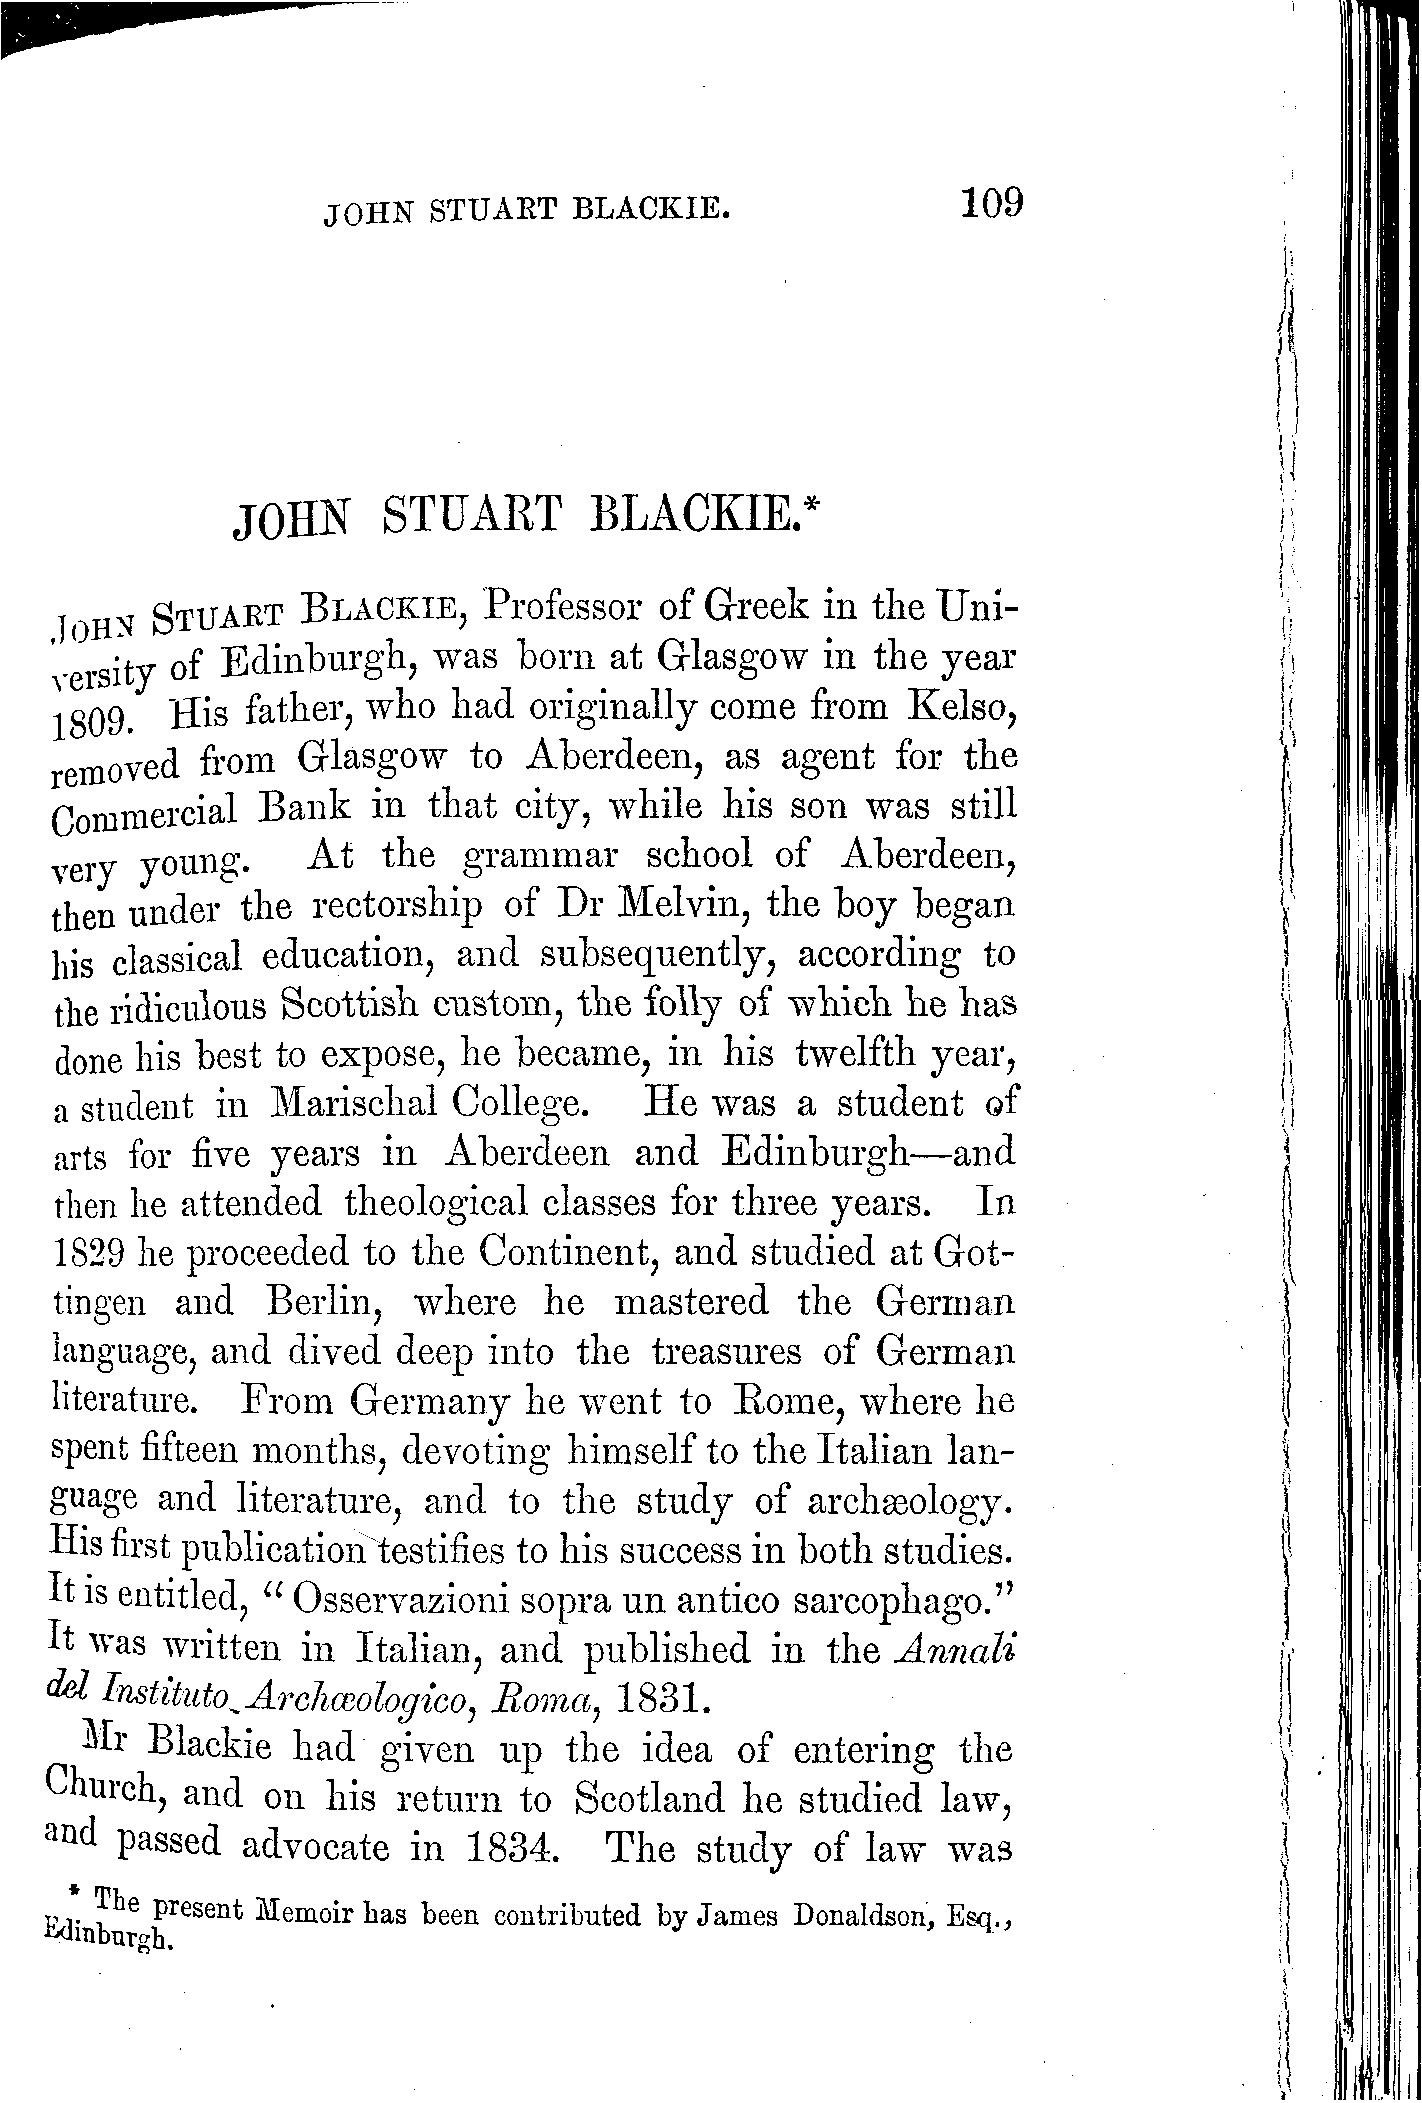 JOHN STUART BLACKIE. 109
JOHN STUART BLACKIE.*
JOHN STUART BLACKIE, Professor of Greek in the Uni-
versity of Edinburgh, was born at Glasgow in the year
1809. His father, who had originally come from Kelso,
removed from Glasgow to Aberdeen, as agent for the
Commercial Bank in that city, while his son was still
very young. At the grammar school of Aberdeen,
then under the rectorship of Dr Melvin, the boy began
his classical education, and subsequently, according to
the ridiculous Scottish custom, the folly of which he has
done his best to expose, he became, in his twelfth year,
a student in Marischal College. He was a student of
arts for five years in Aberdeen and Edinburgh—and
then he attended theological classes for three years. In
1829 he proceeded to the Continent, and studied at Got-
tingen and Berlin, where he mastered the German
language, and dived deep into the treasures of German
literature. From Germany he went to Rome, where he
spent fifteen months, devoting himself to the Italian lan-
guage and literature, and to the study of archæology.
His first publication testifies to his success in both studies.
It is entitled, “ Osservazioni sopra un antico sarcophago.”
It was written in Italian, and published in the Annali
del Instituto Archæologico, Roma, 1831.
Mr Blackie had given up the idea of entering the
Church, and on his return to Scotland he studied law,
and passed advocate in 1834. The study of law was
* The present Memoir has been contributed by James Donaldson, Esq.,
Edinburgh.